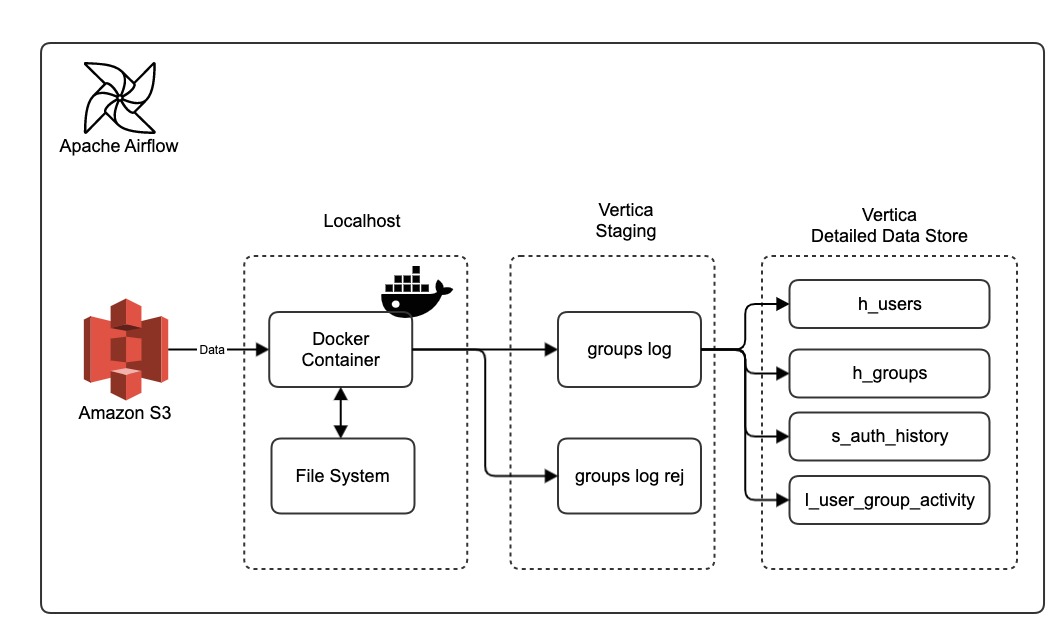 Apache Airflow
Localhost
Vertica
Staging
Vertica
Detailed Data Store
Amazon S3
Data
Docker
Container
File System
groups log
groups log rej
h_users
h_groups
s_auth_history
l_user_group_activity